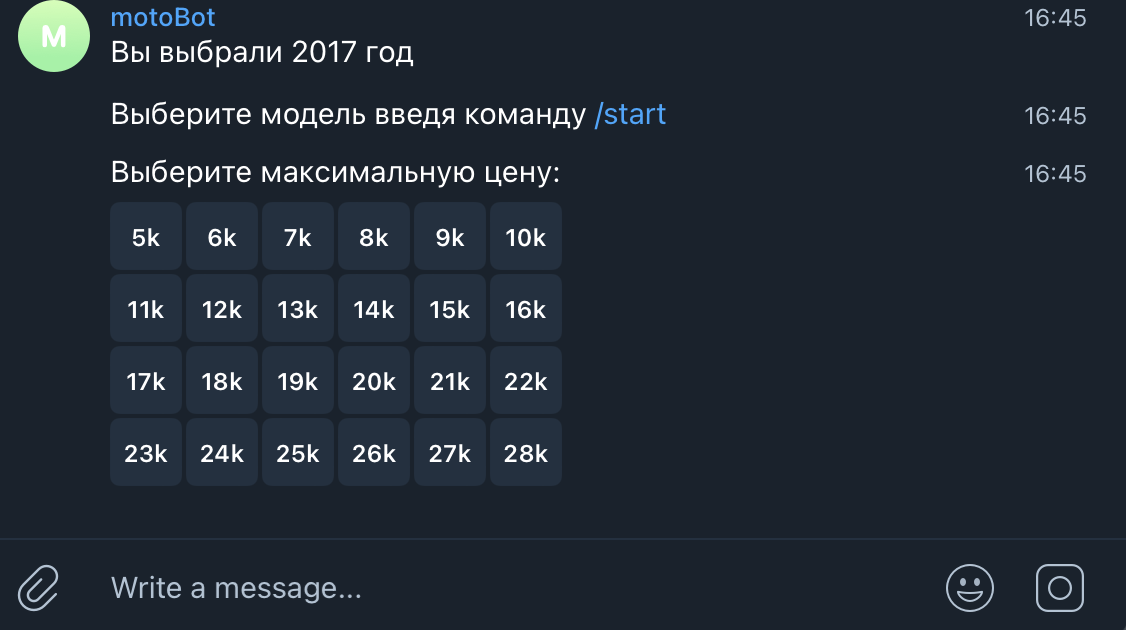 M
motoBot 16:45
Вы выбрали 2017 год
Выберите модель введя команду /start 16:45
Выберите максимальную цену: 16:45
5k 6k 7k 8k 9k 10k
11k 12k 13k 14k 15k 16k
17k 18k 19k 20k 21k 22k
23k 24k 25k 26k 27k 28k
Write a message...